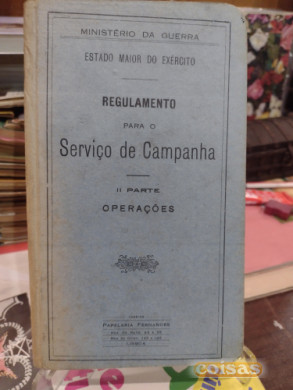 MINISTÉRIO DA GUERRA
ESTADO MAIOR DO EXÉRCITO
REGULAMENTO
PARA O
Serviço de Campanha
II PARTE
OPERAÇÕES
PAPELARIA FERNANDES
LISBOA
coisas